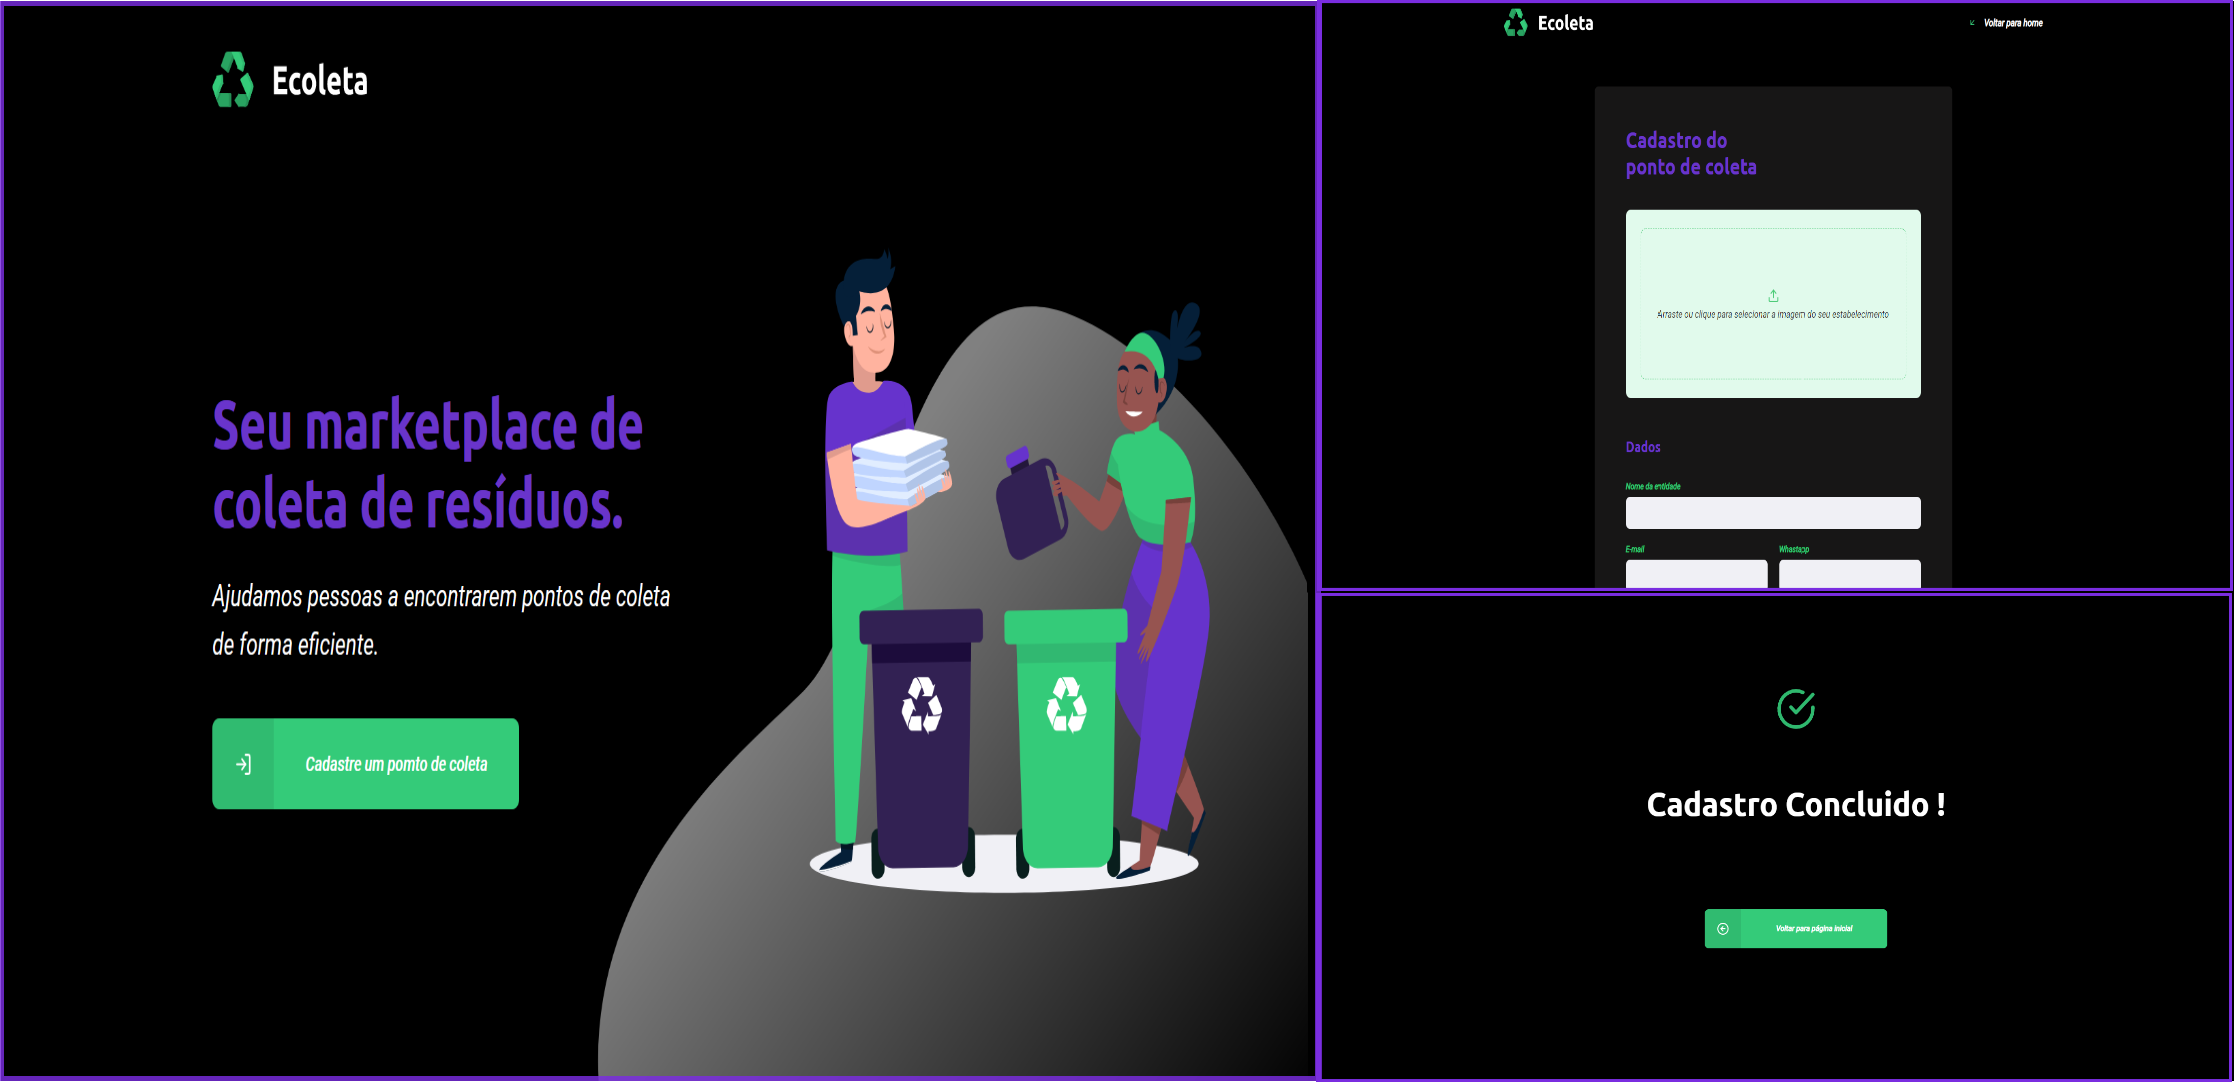 Ecoleta
Seu marketplace de
coleta de resíduos.
Ajudamos pessoas a encontrarem pontos de coleta
de forma eficiente.
Cadastre um pomto de coleta
Ecoleta
Voltar para home
Cadastro do
ponto de coleta
Arraste ou clique para selecionar a imagem do seu estabelecimento
Dados
Nome da entidade
E-mail
Whastapp
Cadastro Concluido !
Voltar para página inicial